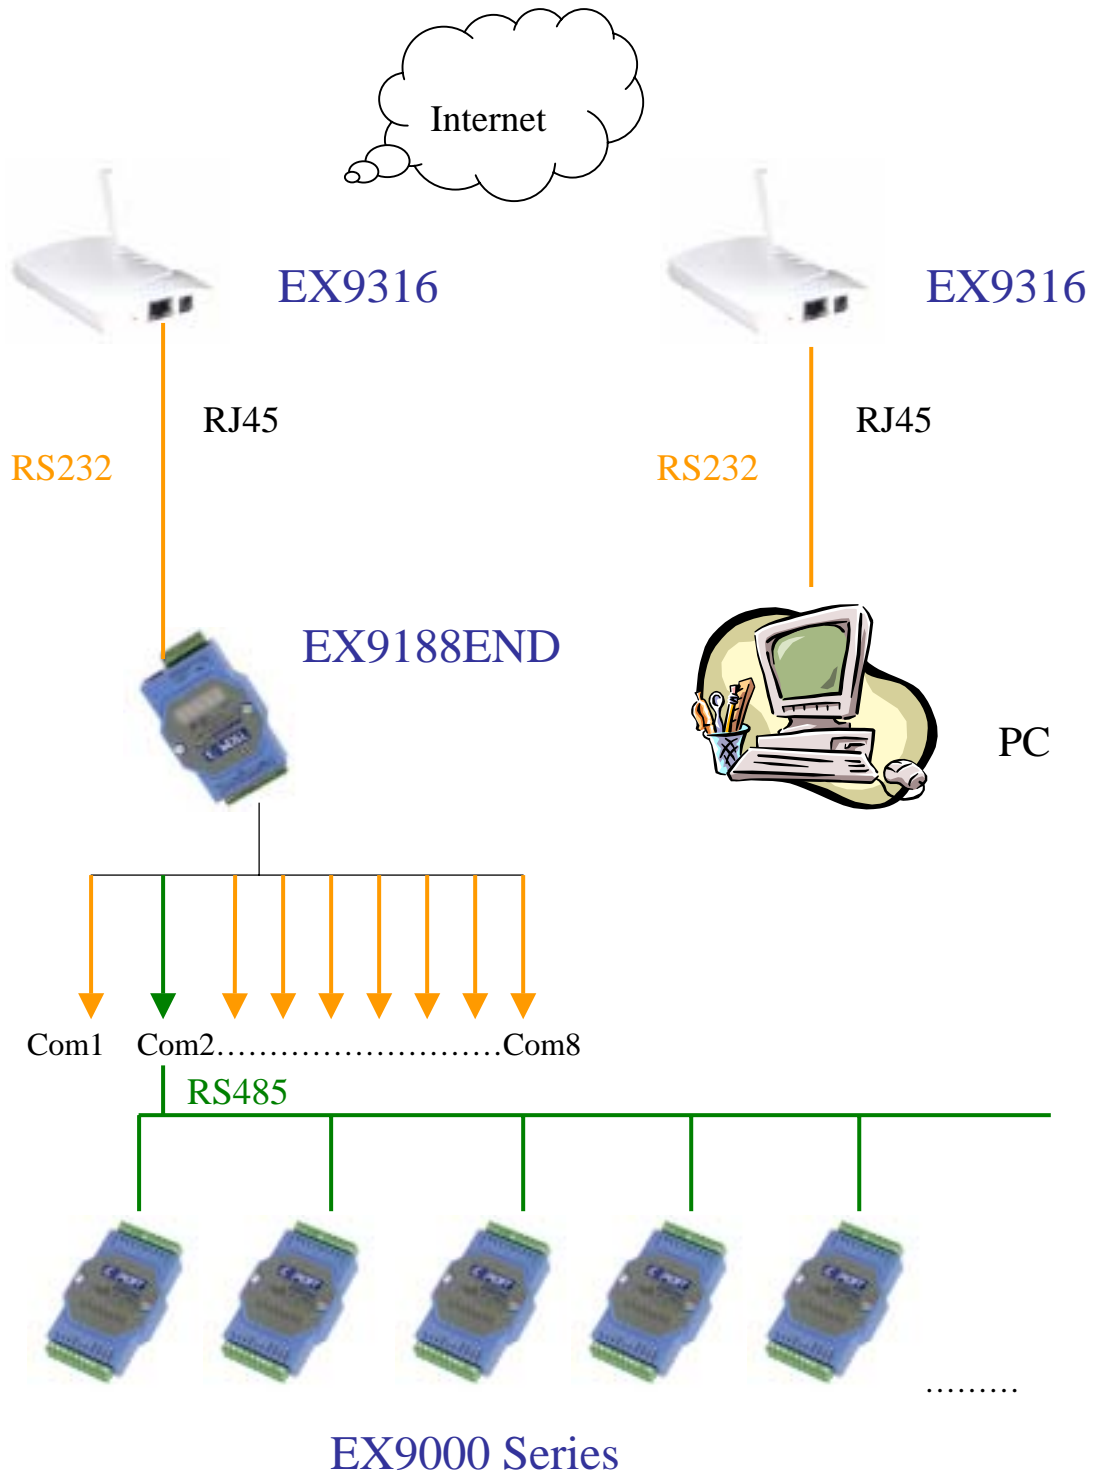 Internet
EX9316
EX9316
RJ45
RJ45
RS232
RS232
EX9188END
PC
Com1 Com2...........................Com8
RS485
.........
EX9000 Series